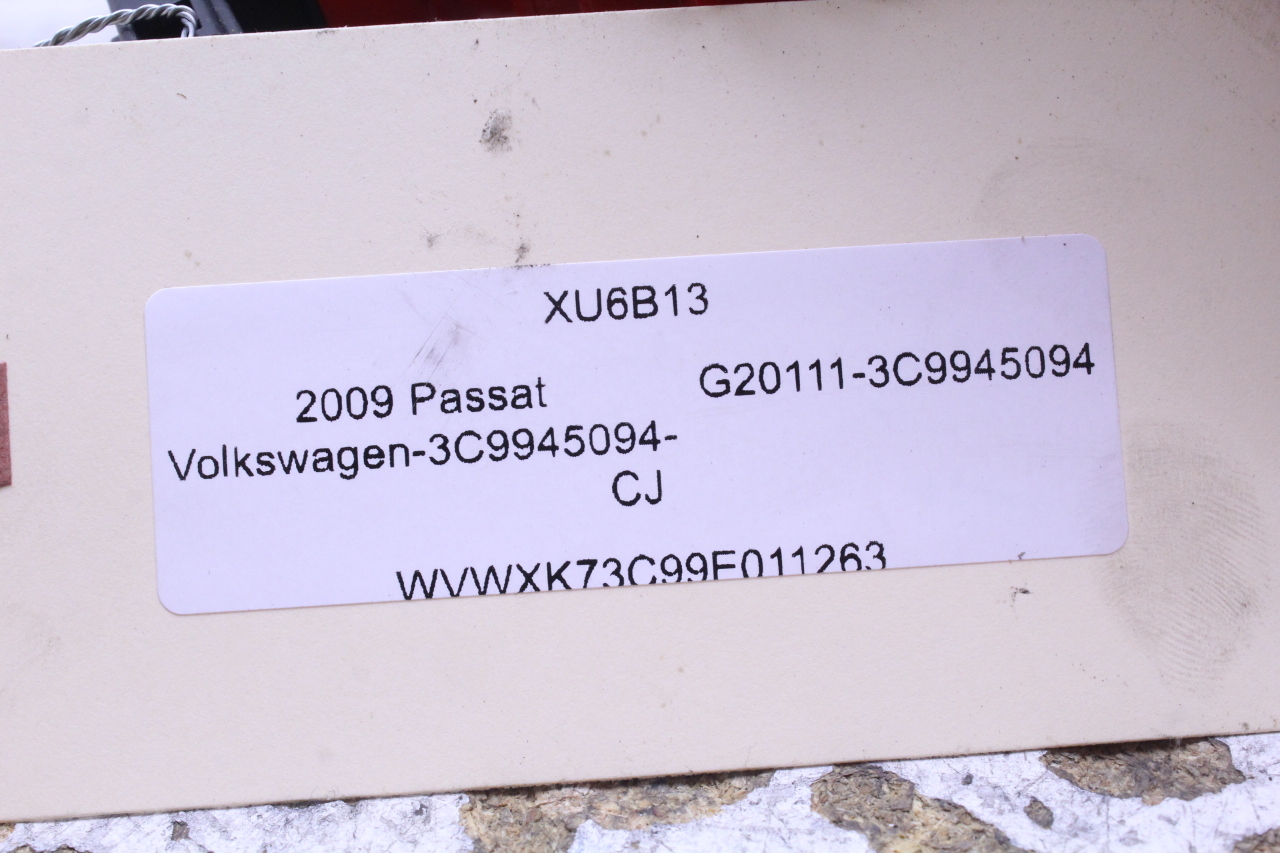 XU6B13
2009 Passat
G20111-3C9945094
Volkswagen-3C9945094-
CJ
WVWXK73C99E011263